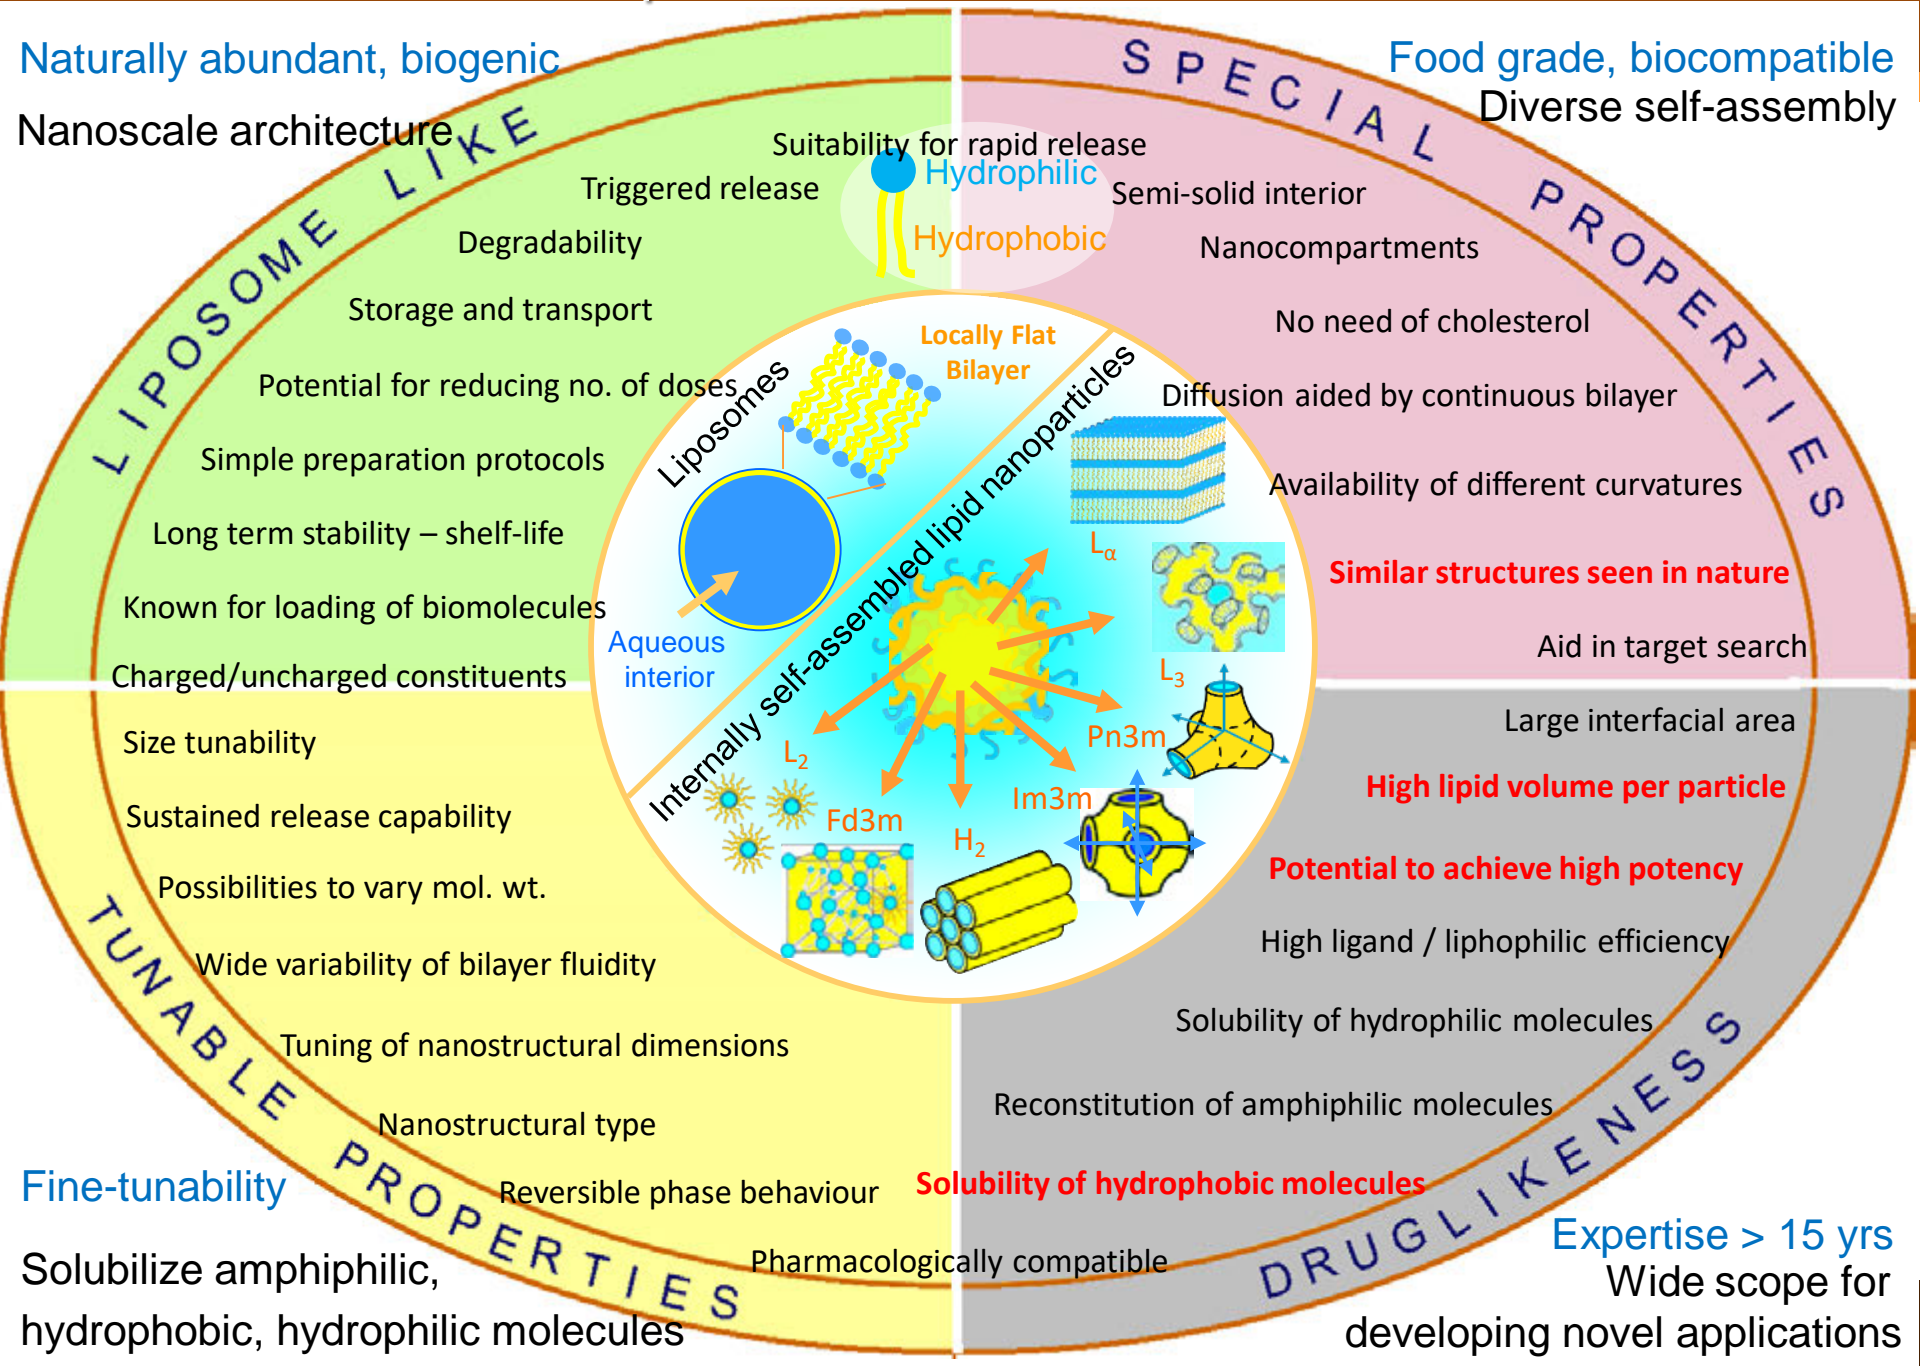 Naturally abundant, biogenic
Nanoscale architecture
Food grade, biocompatible
Diverse self-assembly
LIPOSOME LIKE
SPECIAL PROPERTIES
Suitability for rapid release
Hydrophilic
Hydrophobic
Triggered release
Degradability
Storage and transport
Potential for reducing no. of doses
Simple preparation protocols
Long term stability – shelf-life
Known for loading of biomolecules
Charged/uncharged constituents
Semi-solid interior
Nanocompartments
No need of cholesterol
Diffusion aided by continuous bilayer
Availability of different curvatures
Similar structures seen in nature
Aid in target search
Liposomes
Locally Flat
Bilayer
Aqueous
interior
Internally self-assembled lipid nanoparticles
Lα
L3
Pn3m
Im3m
H2
Fd3m
L2
Size tunability
Sustained release capability
Possibilities to vary mol. wt.
Wide variability of bilayer fluidity
Tuning of nanostructural dimensions
Nanostructural type
Reversible phase behaviour
Pharmacologically compatible
TUNABLE PROPERTIES
Large interfacial area
High lipid volume per particle
Potential to achieve high potency
High ligand / liphophilic efficiency
Solubility of hydrophilic molecules
Reconstitution of amphiphilic molecules
Solubility of hydrophobic molecules
DRUGLIKENESS
Fine-tunability
Solubilize amphiphilic,
hydrophobic, hydrophilic molecules
Expertise > 15 yrs
Wide scope for
developing novel applications